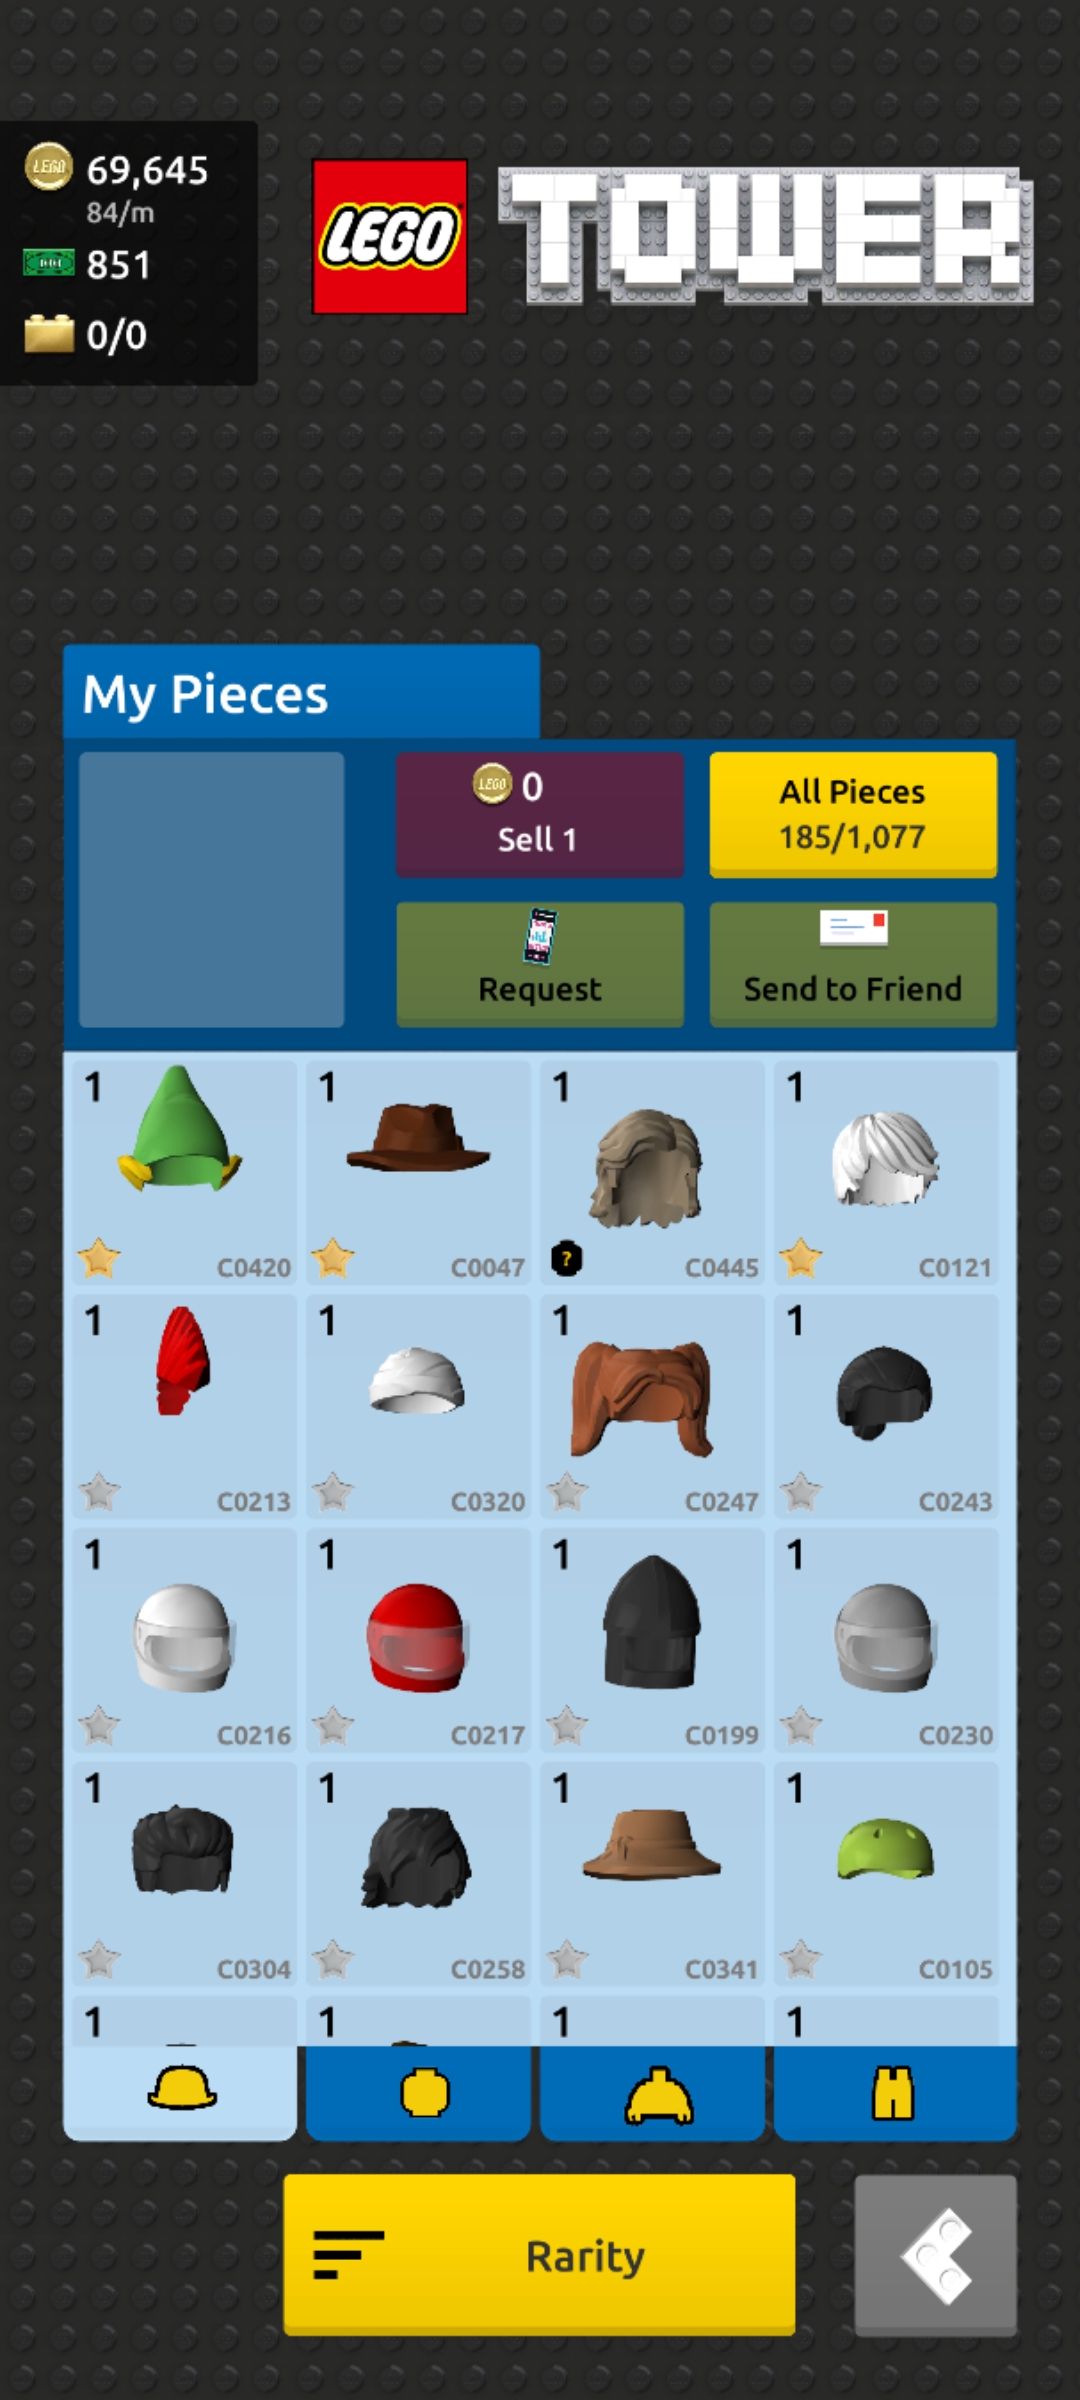 LEGO 69,645
84/m
851
0/0
LEGO TOWER
My Pieces
LEGO 0
Sell 1
All Pieces
185/1,077
Request
Send to Friend
1 1 1 1
?
C0420 C0047 C0445 C0121
1 1 1 1
C0213 C0320 C0247 C0243
1 1 1 1
C0216 C0217 C0199 C0230
1 1 1 1
C0304 C0258 C0341 C0105
1 1 1 1
Rarity